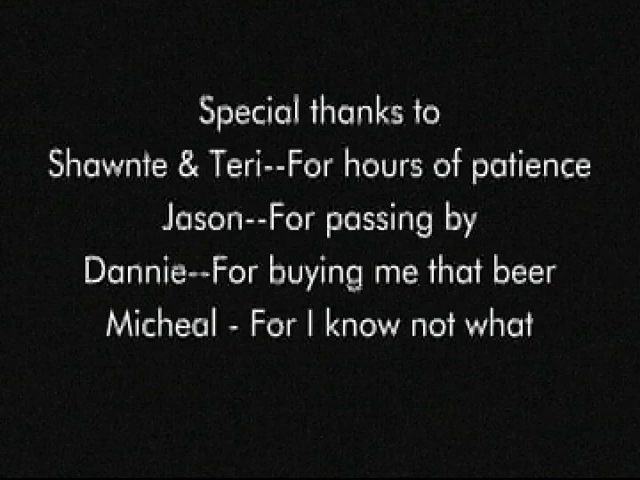 Special thanks to
Shawnte & Teri--For hours of patience
Jason--For passing by
Dannie--For buying me that beer
Micheal - For I know not what